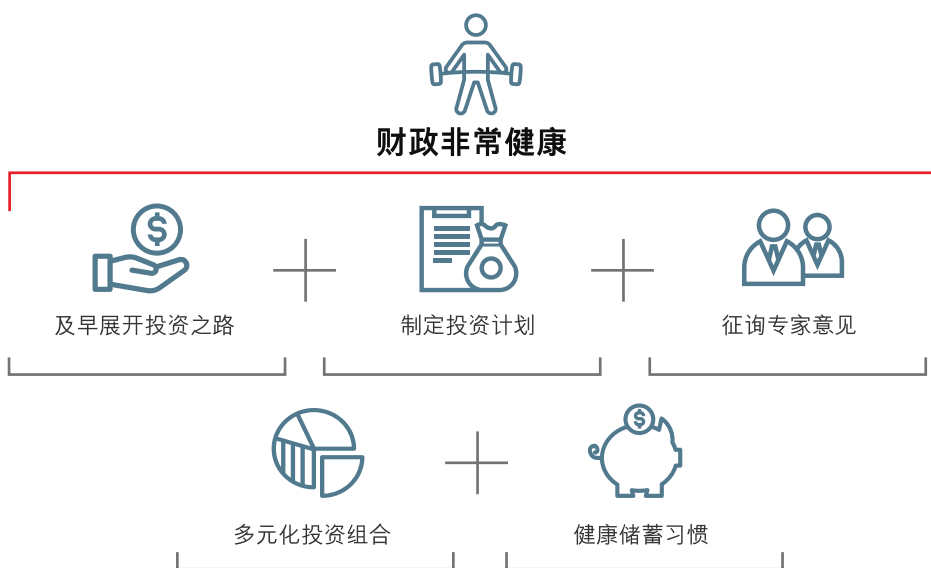 财政非常健康
及早展开投资之路
制定投资计划
征询专家意见
多元化投资组合
健康储蓄习惯